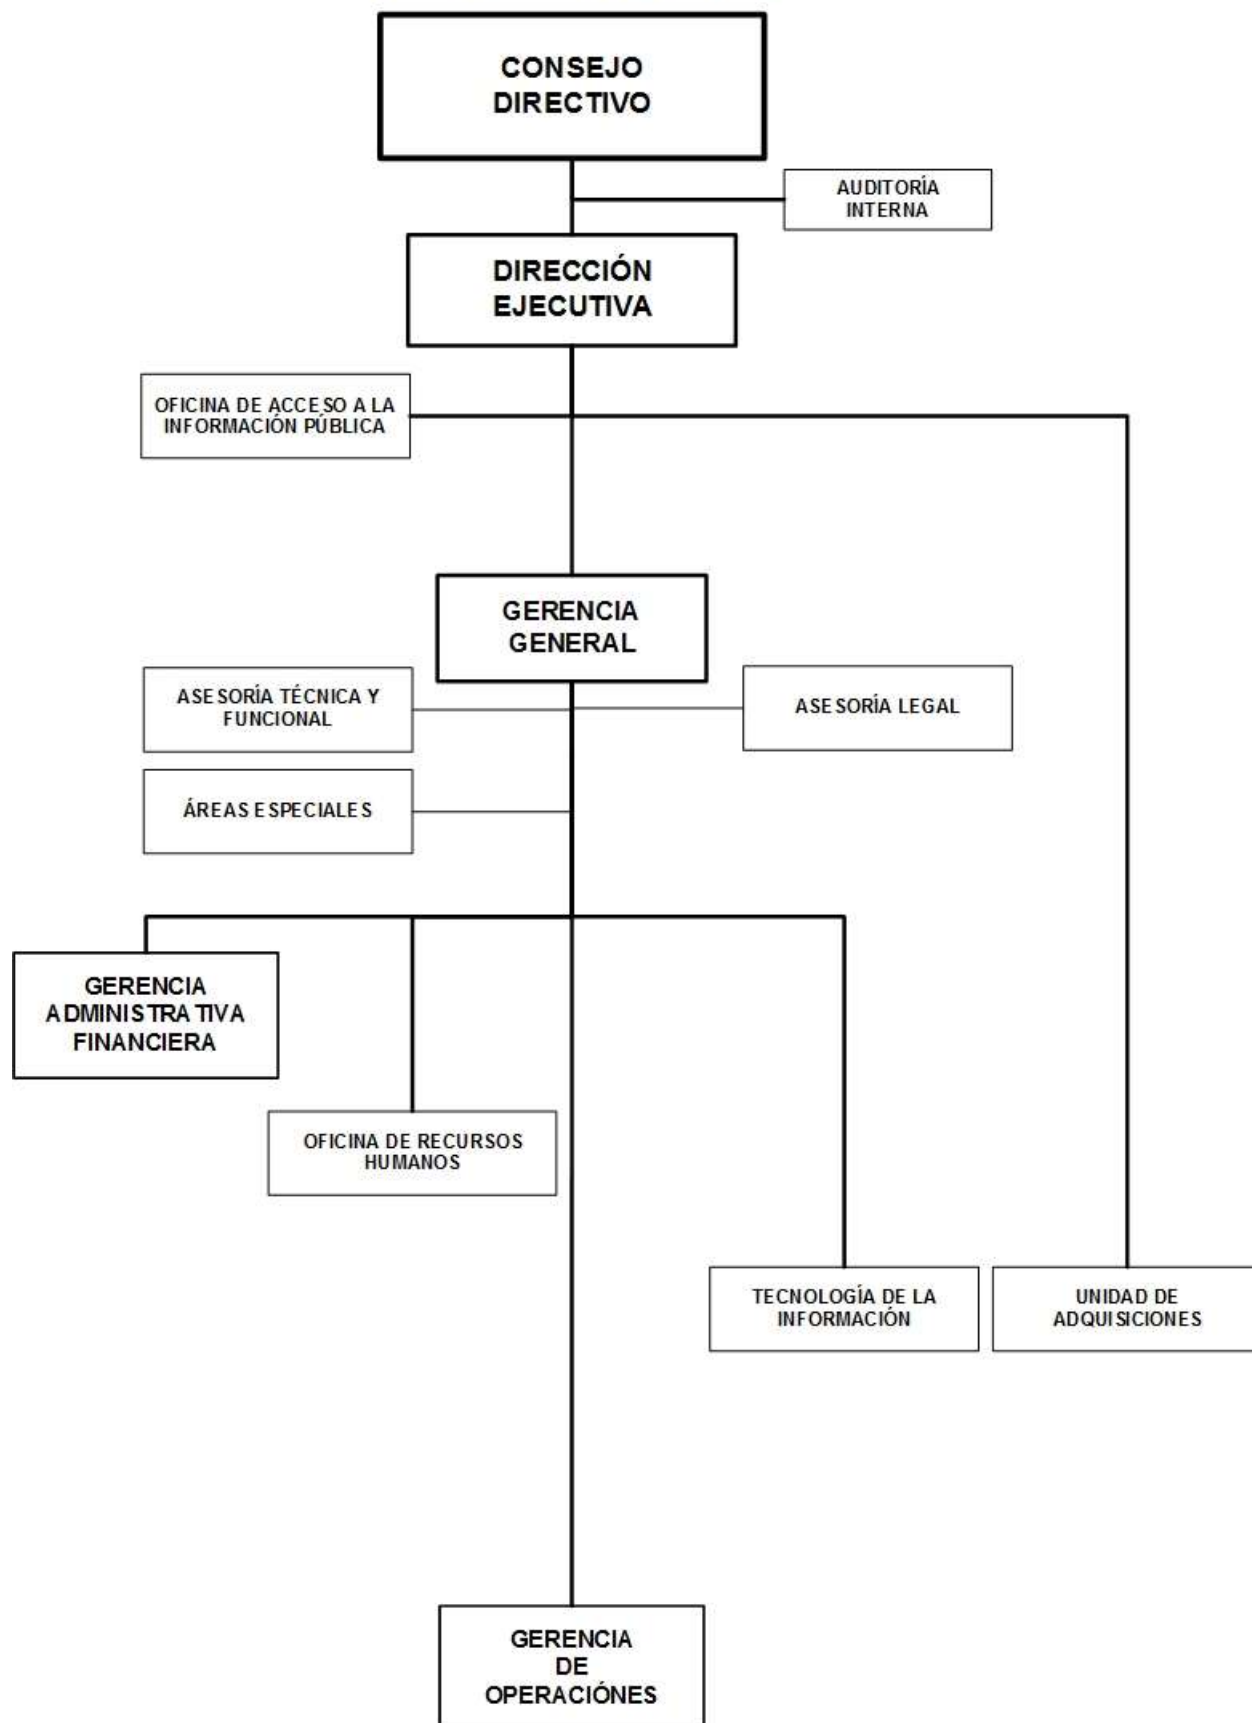 CONSEJO
DIRECTIVO
AUDITORÍA
INTERNA
DIRECCIÓN
EJECUTIVA
OFICINA DE ACCESO A LA
INFORMACIÓN PÚBLICA
GERENCIA
GENERAL
ASESORÍA TÉCNICA Y
FUNCIONAL
ASESORÍA LEGAL
ÁREAS ESPECIALES
GERENCIA
ADMINISTRATIVA
FINANCIERA
OFICINA DE RECURSOS
HUMANOS
TECNOLOGÍA DE LA
INFORMACIÓN
UNIDAD DE
ADQUISICIONES
GERENCIA
DE
OPERACIÓNES